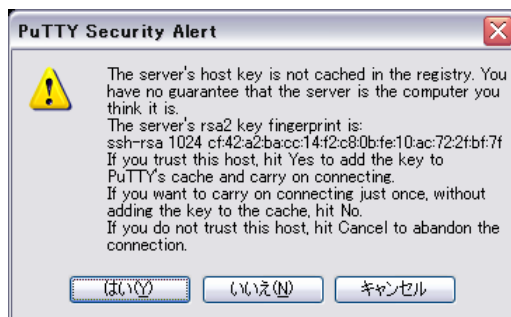 PuTTY Security Alert
The server's host key is not cached in the registry. You
have no guarantee that the server is the computer you
think it is.
The server's rsa2 key fingerprint is:
ssh-rsa 1024 cf:42:a2:ba:cc:14:f2:c8:0b:fe:10:ac:72:2f:bf:7f
If you trust this host, hit Yes to add the key to
PuTTY's cache and carry on connecting.
If you want to carry on connecting just once, without
adding the key to the cache, hit No.
If you do not trust this host, hit Cancel to abandon the
connection.
はい(Y) いいえ(N) キャンセル